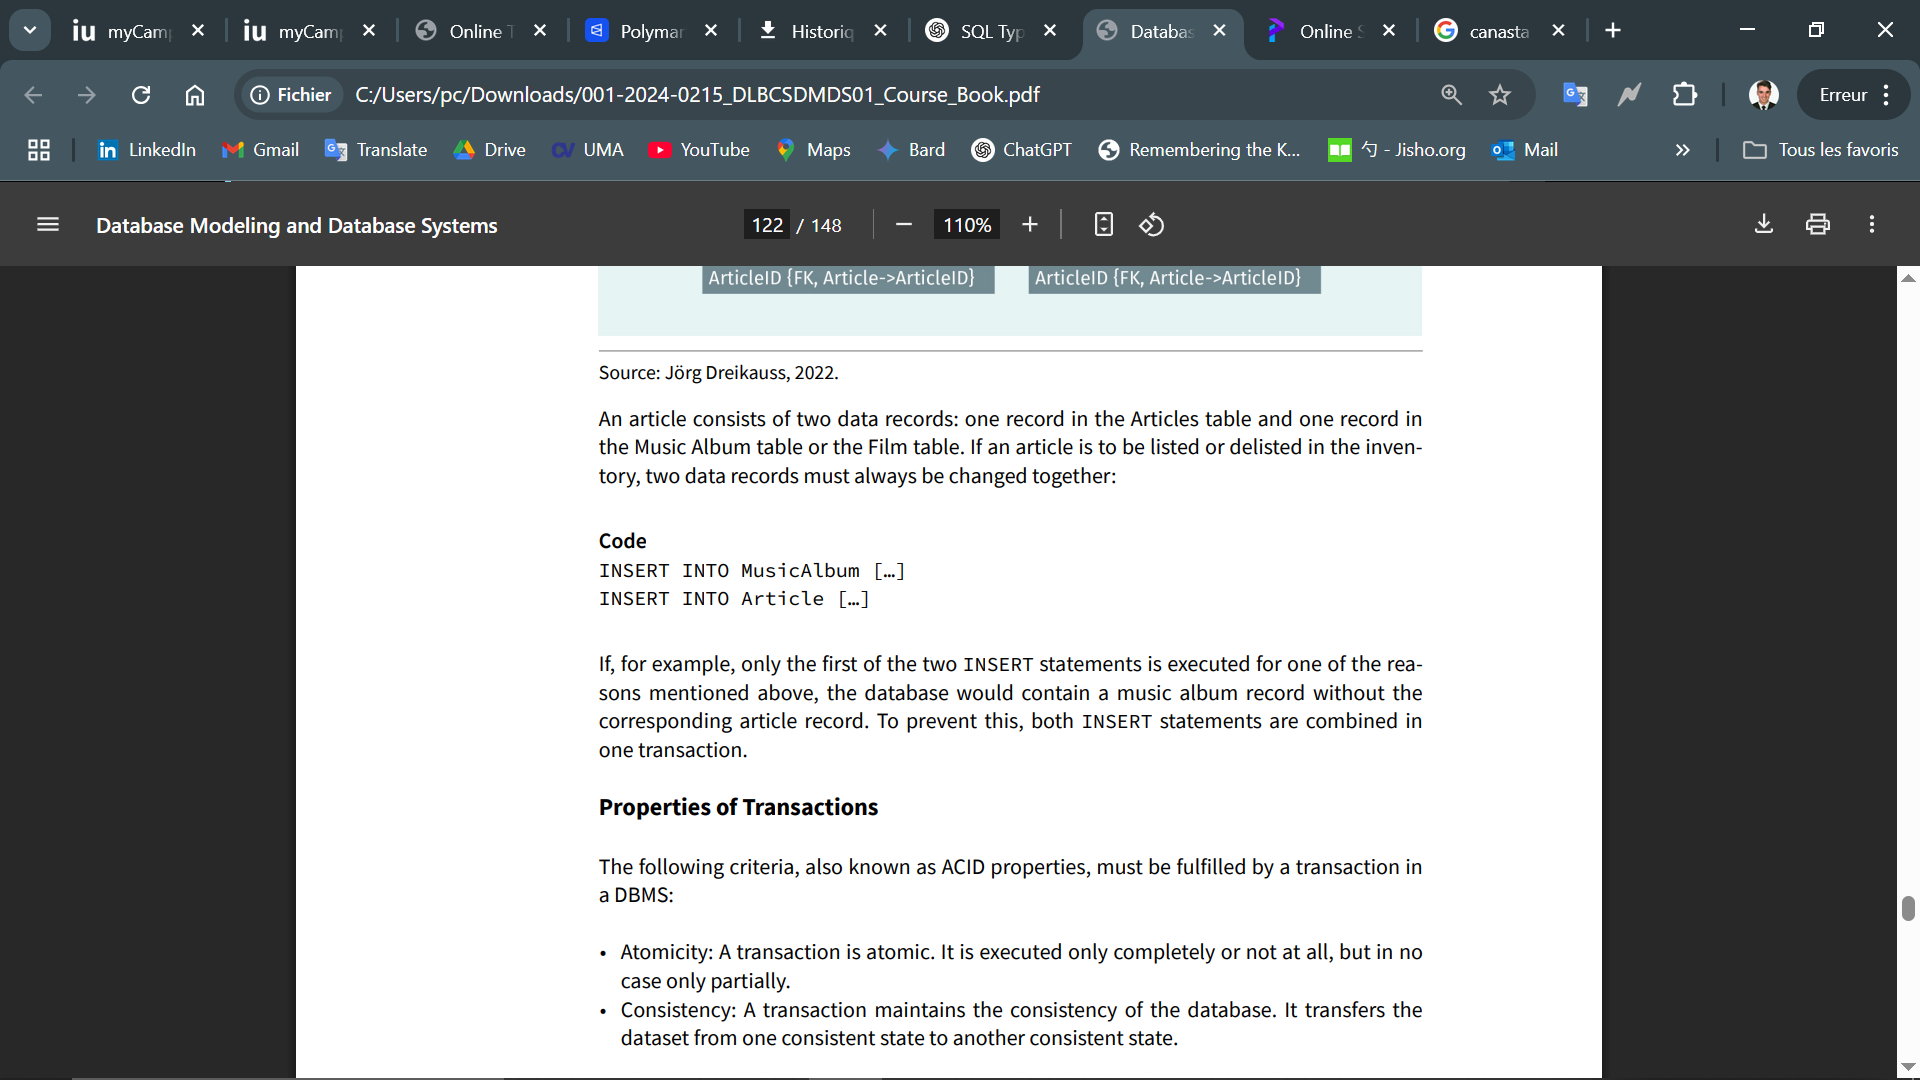 iu myCam
iu myCam
Online T
Polymar
Historiq
SQL Typ
Databas
Online S
canasta
Fichier
C:/Users/pc/Downloads/001-2024-0215_DLBCSDMDS01_Course_Book.pdf
Erreur
LinkedIn
Gmail
Translate
Drive
UMA
YouTube
Maps
Bard
ChatGPT
Remembering the K...
勺 - Jisho.org
Mail
Tous les favoris
Database Modeling and Database Systems
122 / 148
110%
ArticleID {FK, Article->ArticleID}
ArticleID {FK, Article->ArticleID}
Source: Jörg Dreikauss, 2022.
An article consists of two data records: one record in the Articles table and one record in
the Music Album table or the Film table. If an article is to be listed or delisted in the inven-
tory, two data records must always be changed together:
Code
INSERT INTO MusicAlbum […]
INSERT INTO Article […]
If, for example, only the first of the two INSERT statements is executed for one of the rea-
sons mentioned above, the database would contain a music album record without the
corresponding article record. To prevent this, both INSERT statements are combined in
one transaction.
Properties of Transactions
The following criteria, also known as ACID properties, must be fulfilled by a transaction in
a DBMS:
• Atomicity: A transaction is atomic. It is executed only completely or not at all, but in no
case only partially.
• Consistency: A transaction maintains the consistency of the database. It transfers the
dataset from one consistent state to another consistent state.